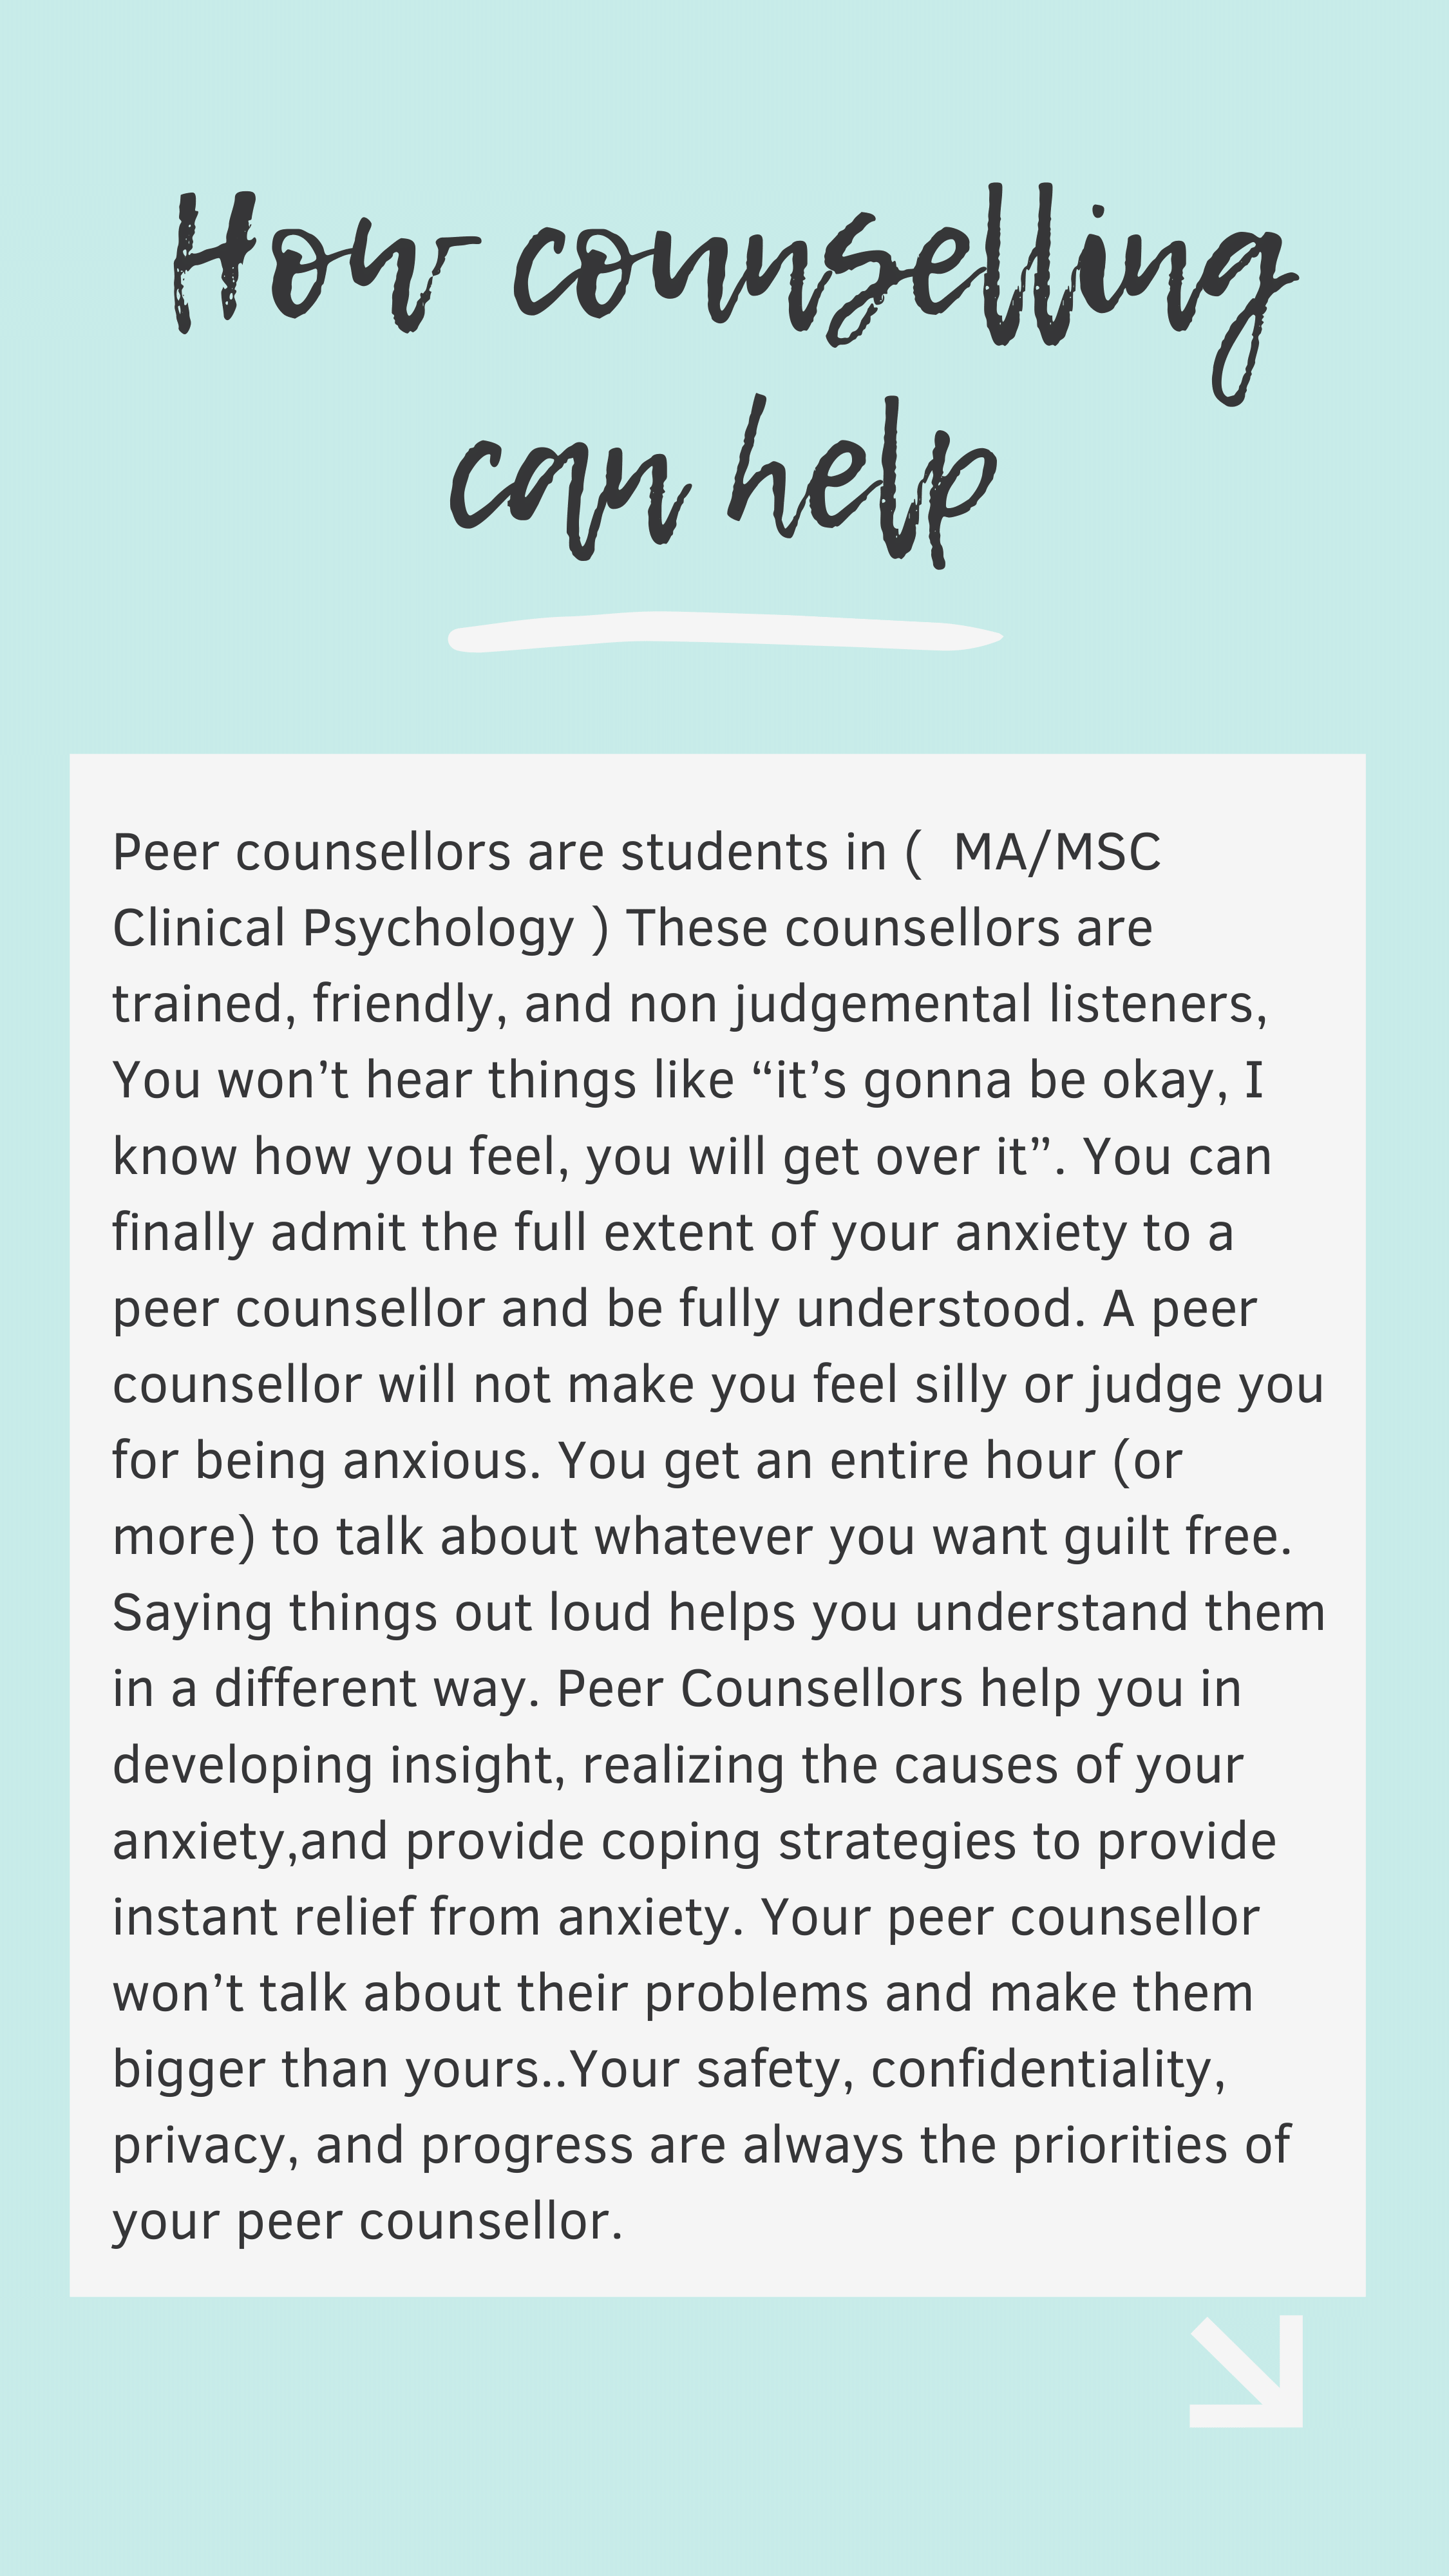 How counselling
can help
Peer counsellors are students in (  MA/MSC
Clinical Psychology ) These counsellors are
trained, friendly, and non judgemental listeners,
You won’t hear things like “it’s gonna be okay, I
know how you feel, you will get over it”. You can
finally admit the full extent of your anxiety to a
peer counsellor and be fully understood. A peer
counsellor will not make you feel silly or judge you
for being anxious. You get an entire hour (or
more) to talk about whatever you want guilt free.
Saying things out loud helps you understand them
in a different way. Peer Counsellors help you in
developing insight, realizing the causes of your
anxiety,and provide coping strategies to provide
instant relief from anxiety. Your peer counsellor
won’t talk about their problems and make them
bigger than yours..Your safety, confidentiality,
privacy, and progress are always the priorities of
your peer counsellor.